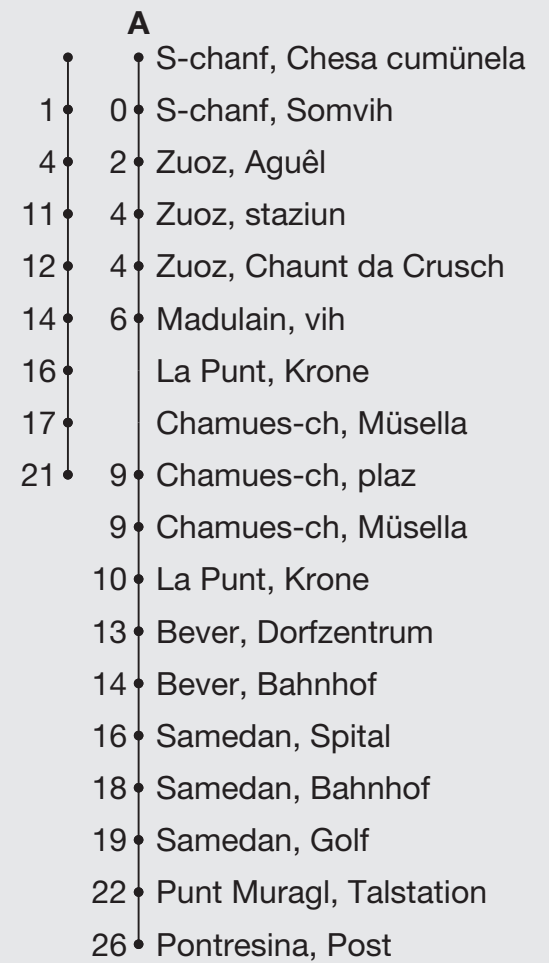 A
S-chanf, Chesa cumünela
1 0 S-chanf, Somvih
4 2 Zuoz, Aguêl
11 4 Zuoz, staziun
12 4 Zuoz, Chaunt da Crusch
14 6 Madulain, vih
16 La Punt, Krone
17 Chamues-ch, Müsella
21 9 Chamues-ch, plaz
9 Chamues-ch, Müsella
10 La Punt, Krone
13 Bever, Dorfzentrum
14 Bever, Bahnhof
16 Samedan, Spital
18 Samedan, Bahnhof
19 Samedan, Golf
22 Punt Muragl, Talstation
26 Pontresina, Post